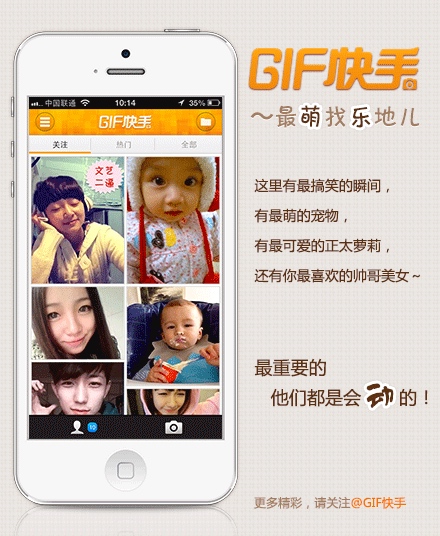 GIF快手
～最萌找乐地儿
中国联通
10:14
35%
GIF快手
关注
热门
全部
文艺
二逼
10
这里有最搞笑的瞬间，
有最萌的宠物，
有最可爱的正太萝莉，
还有你最喜欢的帅哥美女～
最重要的
他们都是会动的！
更多精彩，请关注@GIF快手